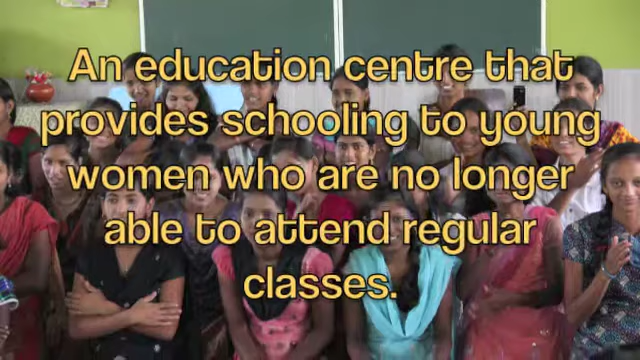 An education centre that
provides schooling to young
women who are no longer
able to attend regular
classes.